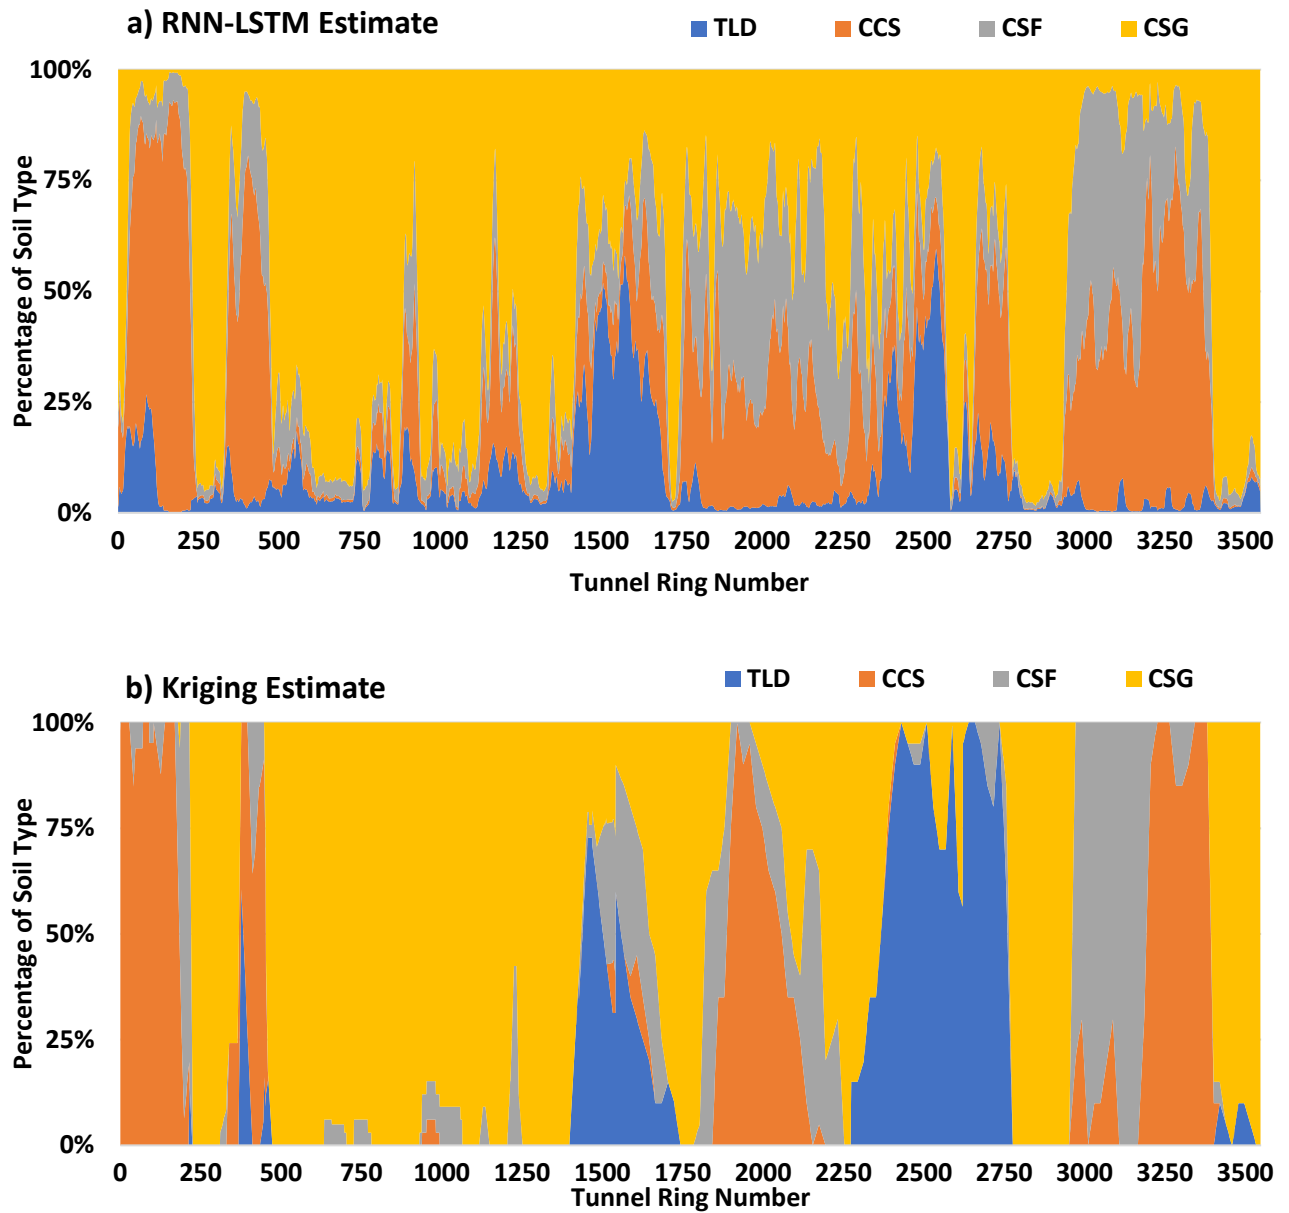 a) RNN-LSTM Estimate
TLD CCS CSF CSG
100%
75%
50%
25%
0%
Percentage of Soil Type
0 250 500 750 1000 1250 1500 1750 2000 2250 2500 2750 3000 3250 3500
Tunnel Ring Number
b) Kriging Estimate
TLD CCS CSF CSG
100%
75%
50%
25%
0%
Percentage of Soil Type
0 250 500 750 1000 1250 1500 1750 2000 2250 2500 2750 3000 3250 3500
Tunnel Ring Number